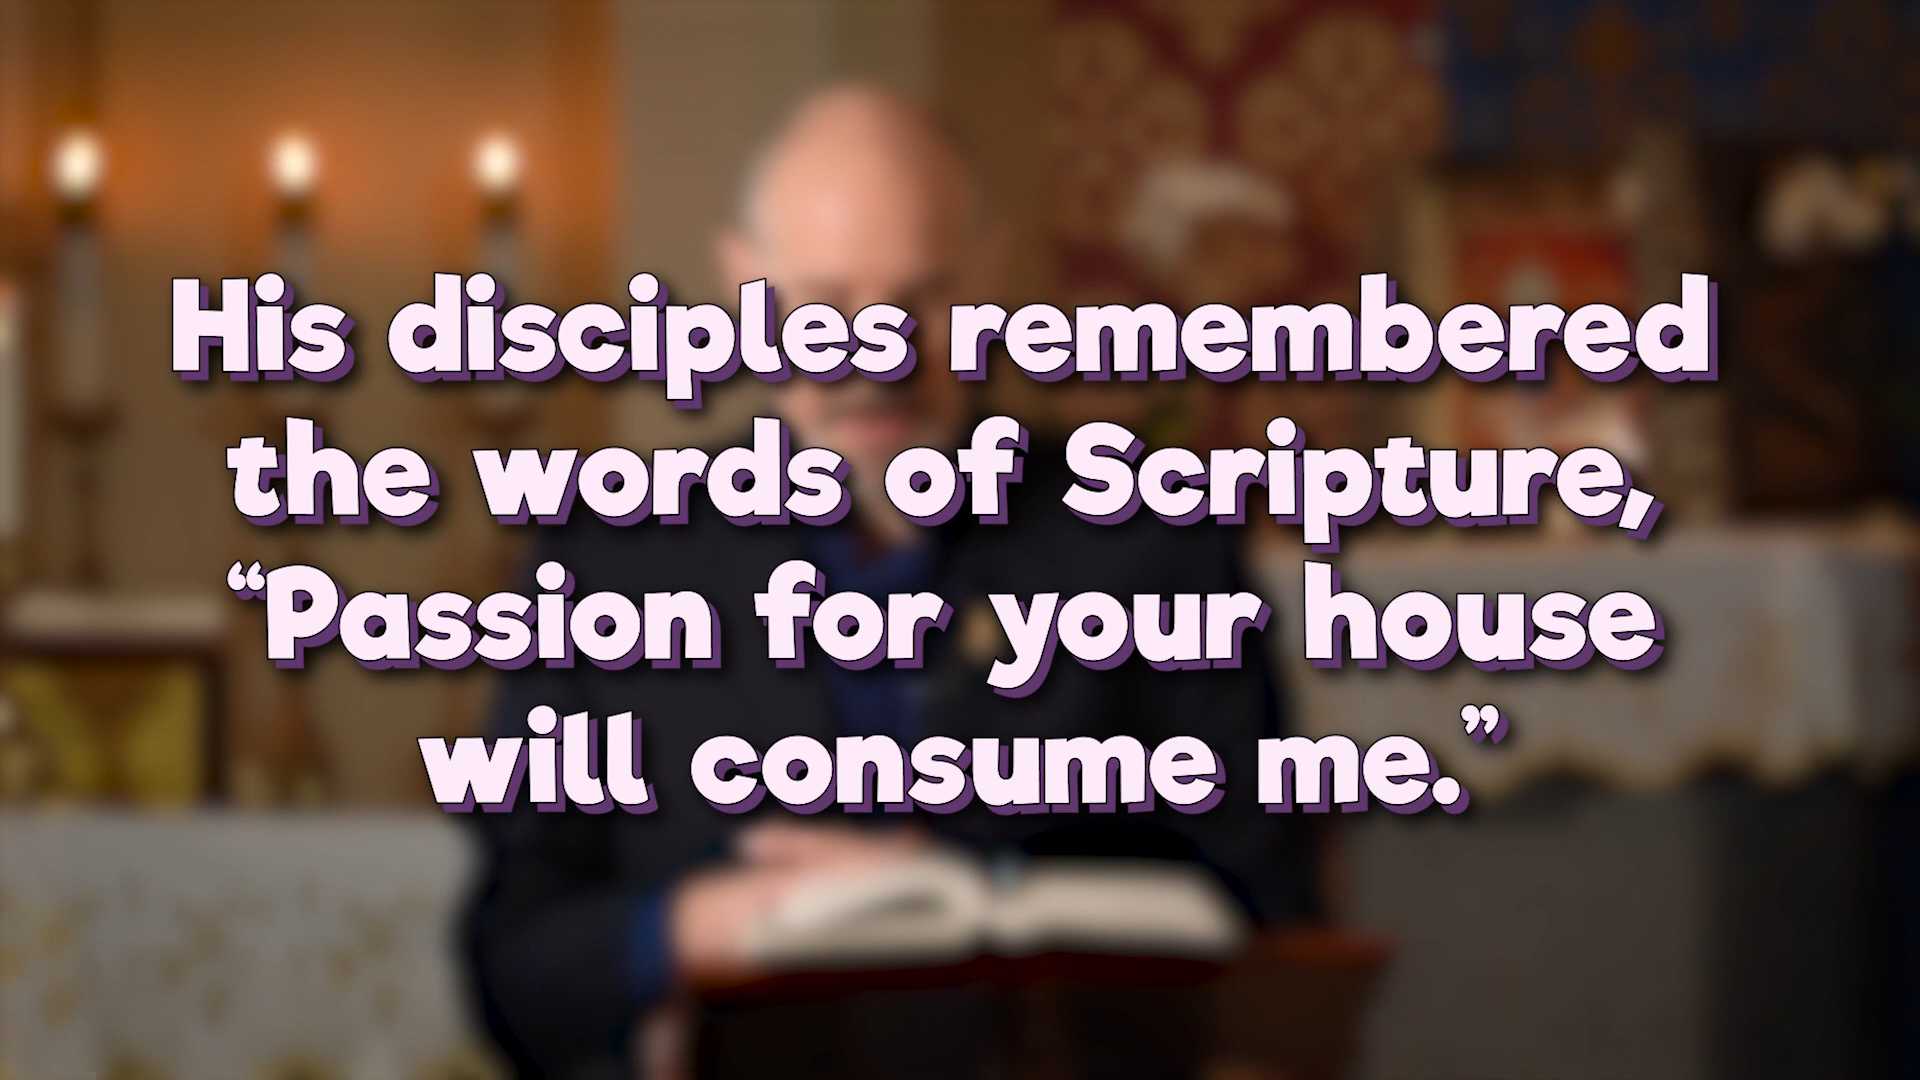 His disciples remembered
the words of Scripture,
“Passion for your house
will consume me.”